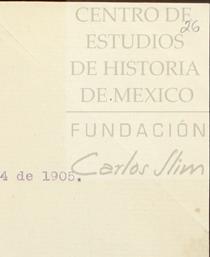 CENTRO DE
26
ESTUDIOS
DE HISTORIA
DE MEXICO
FUNDACIÓN
Carlos Slim
4 de 1905.